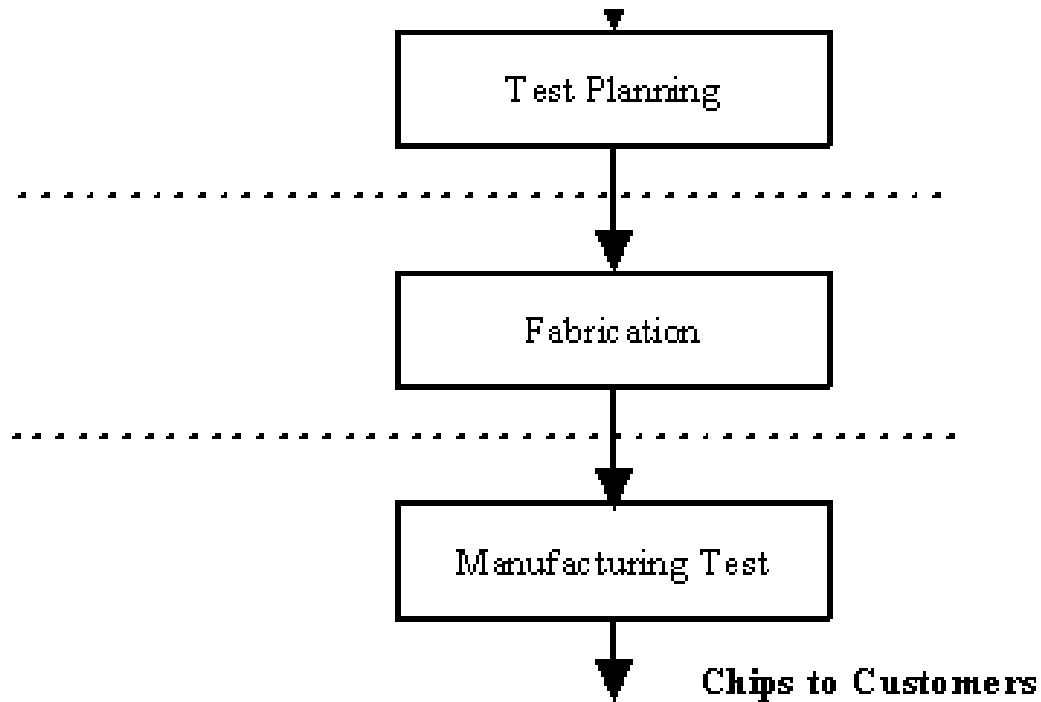 Test Planning
Fabrication
Manufacturing Test
Chips to Customers